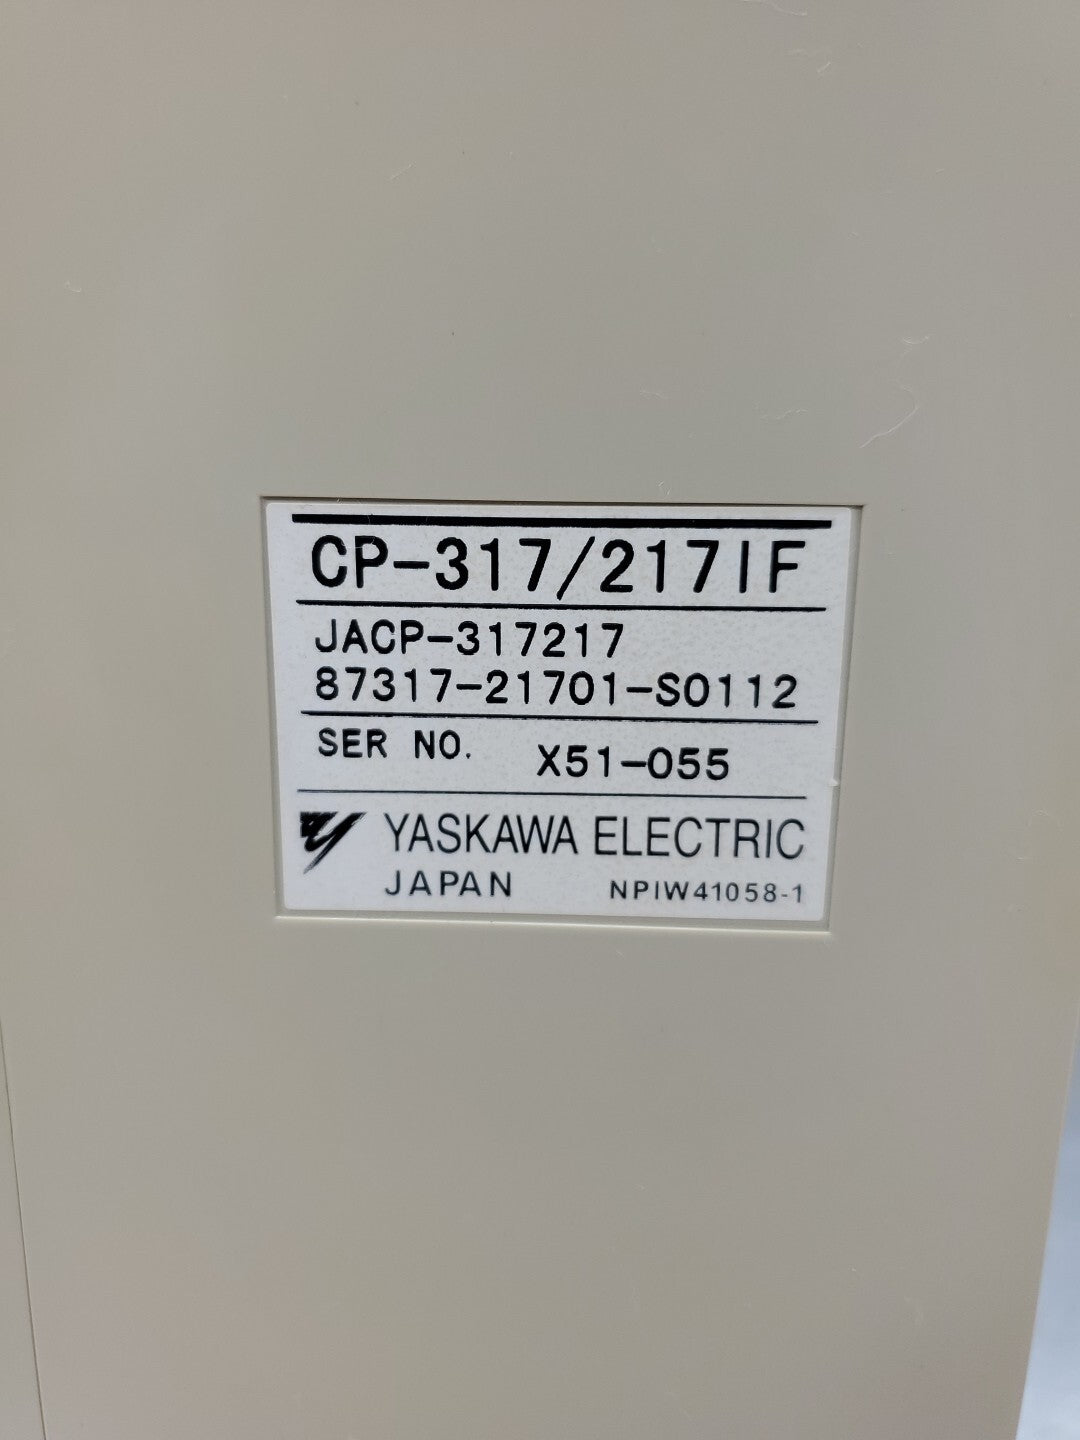 CP-317/217IF
JACP-317217
87317-21701-S0112
SER NO. X51-055
YASKAWA ELECTRIC
JAPAN NPIW41058-1